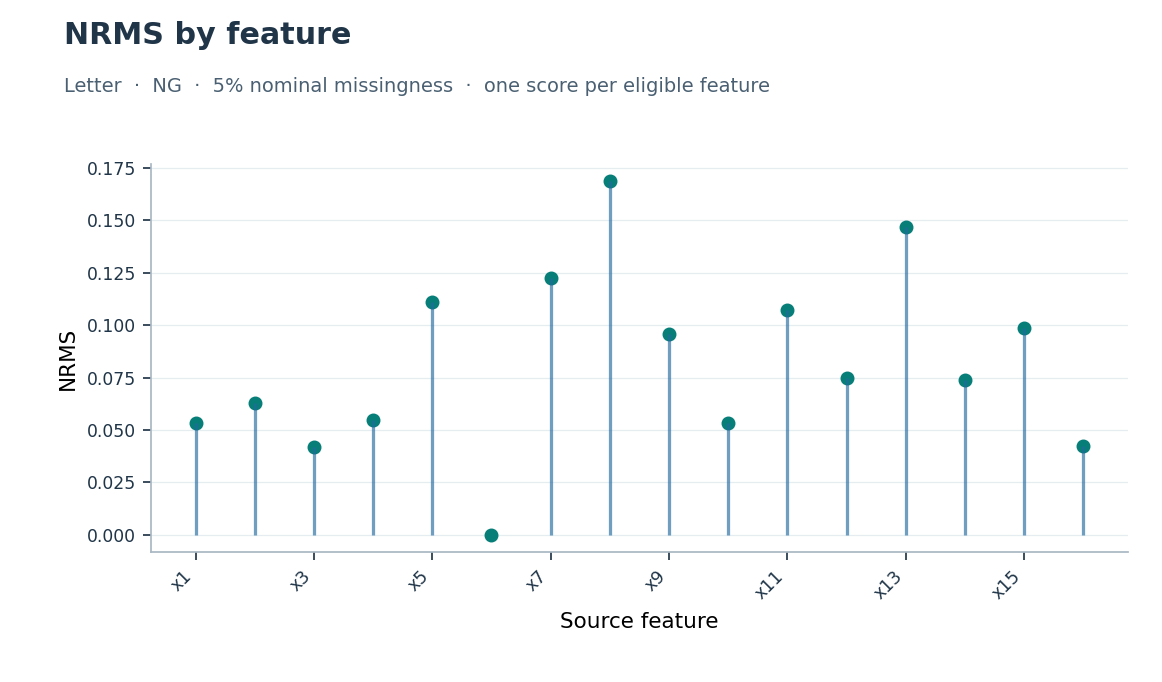 NRMS by feature
Letter · NG · 5% nominal missingness · one score per eligible feature
0.175
0.150
0.125
0.100
0.075
0.050
0.025
0.000
NRMS
x1
x3
x5
x7
x9
x11
x13
x15
Source feature